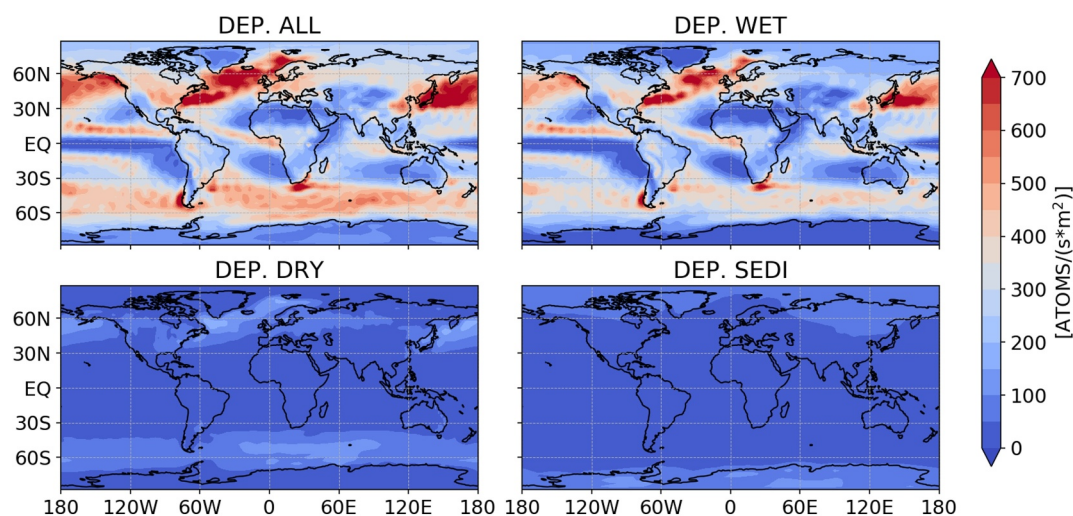 DEP. ALL
DEP. WET
60N
30N
EQ
30S
60S
DEP. DRY
DEP. SEDI
60N
30N
EQ
30S
60S
180 120W 60W 0 60E 120E 180
180 120W 60W 0 60E 120E 180
700
600
500
400
300
200
100
0
[ATOMS/(s*m²)]